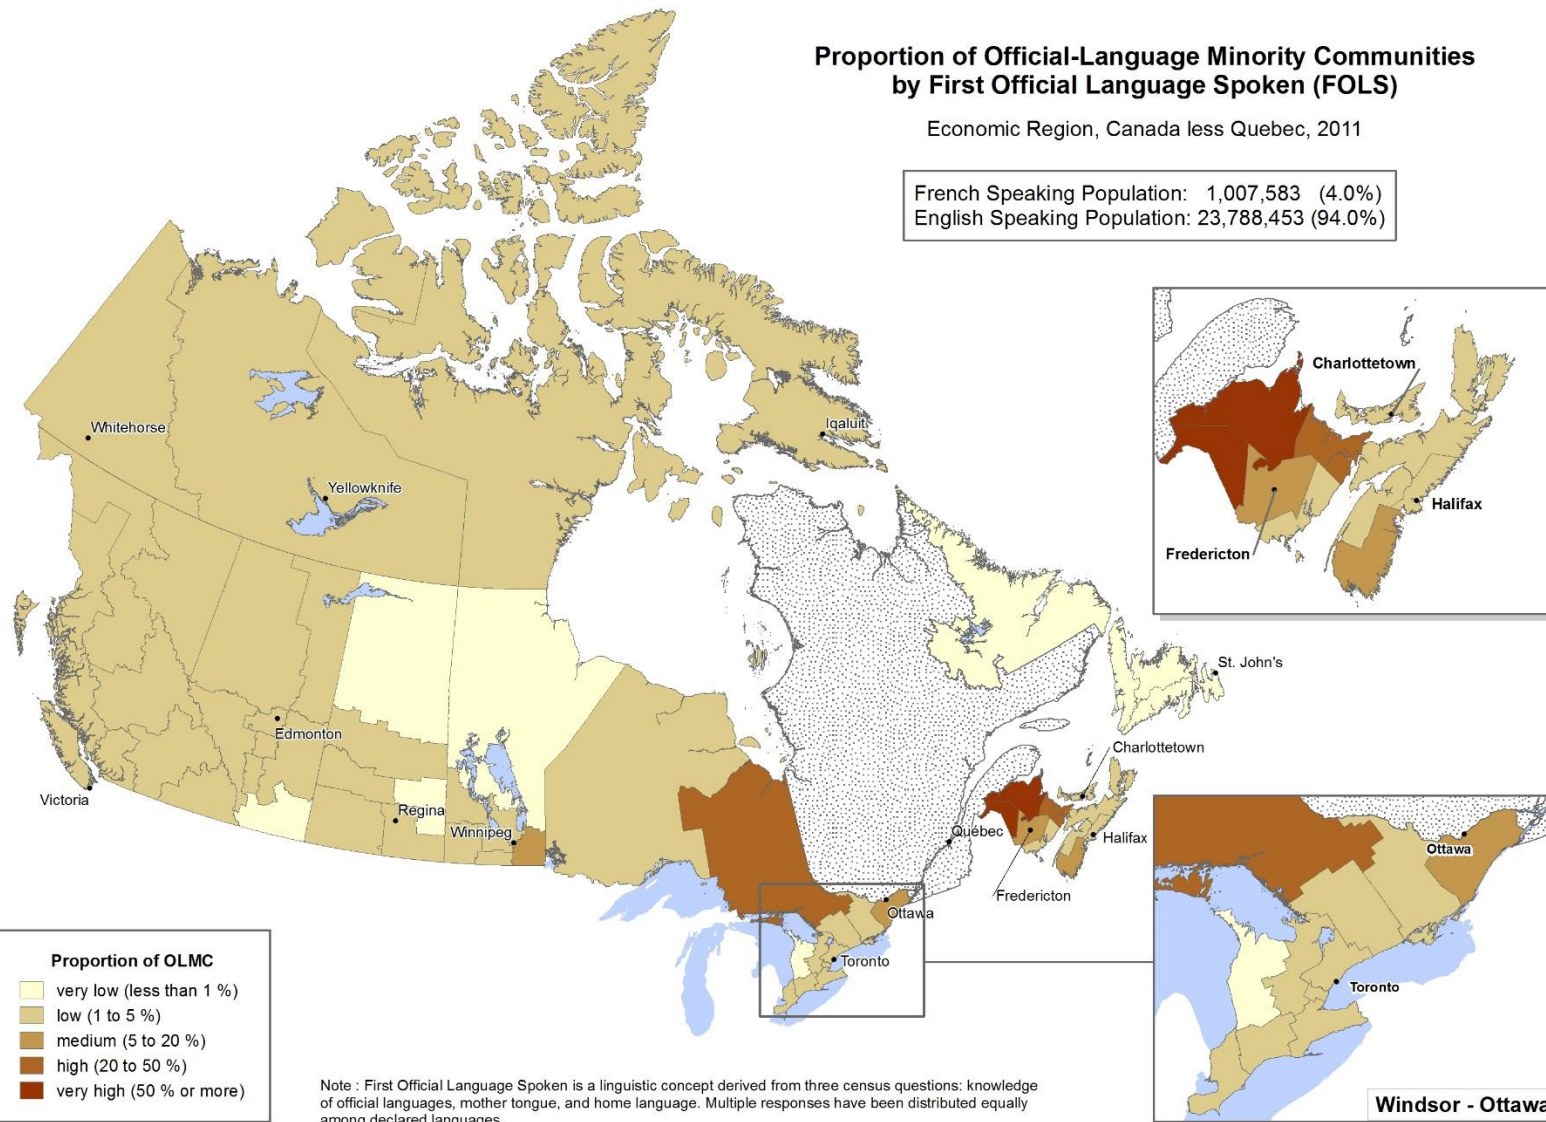 Proportion of Official-Language Minority Communities
by First Official Language Spoken (FOLS)
Economic Region, Canada less Quebec, 2011
French Speaking Population: 1,007,583 (4.0%)
English Speaking Population: 23,788,453 (94.0%)
Charlottetown
Halifax
Fredericton
Whitehorse
Iqaluit
Yellowknife
St. John's
Edmonton
Charlottetown
Victoria
Regina
Winnipeg
Québec
Halifax
Fredericton
Ottawa
Toronto
Ottawa
Toronto
Windsor - Ottawa
Proportion of OLMC
very low (less than 1 %)
low (1 to 5 %)
medium (5 to 20 %)
high (20 to 50 %)
very high (50 % or more)
Note : First Official Language Spoken is a linguistic concept derived from three census questions: knowledge
of official languages, mother tongue, and home language. Multiple responses have been distributed equally
among declared languages.